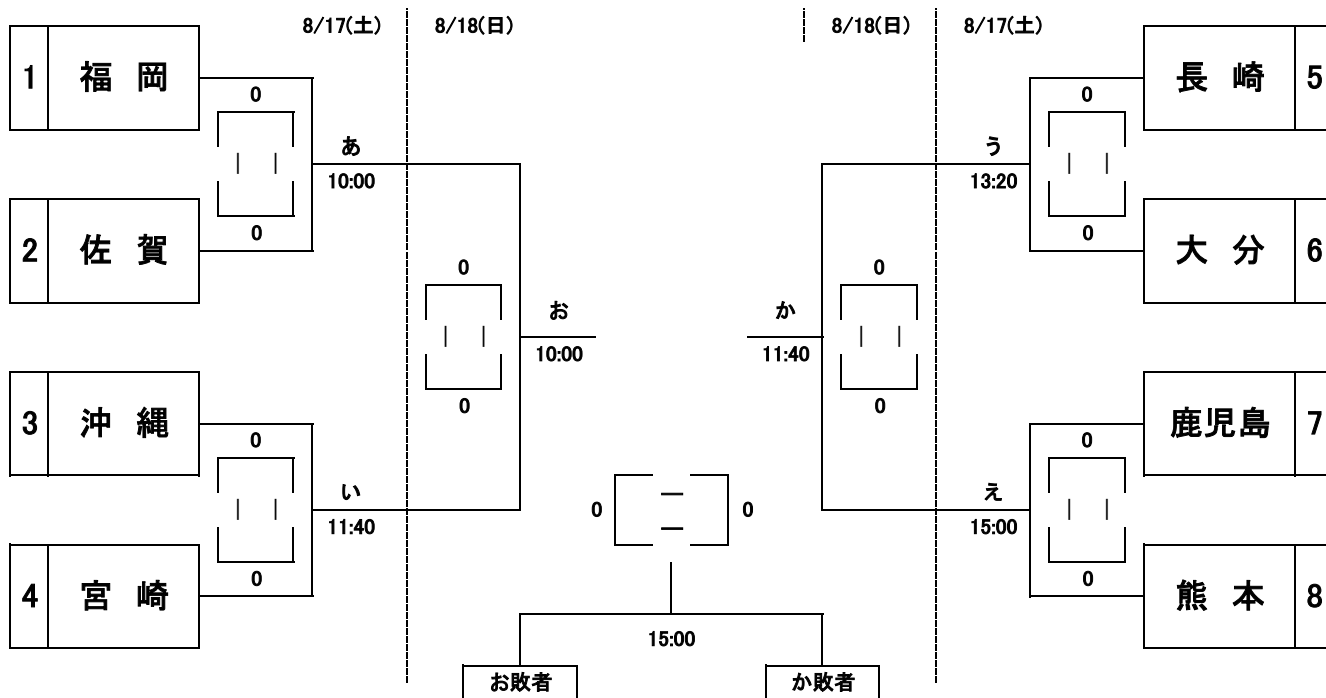 8/17(土) 8/18(日) 8/18(日) 8/17(土)
1 福岡 長崎 5
0 0
あ う
10:00 13:20
0 0
2 佐賀 大分 6
0 0
お か
10:00 11:40
0 0
3 沖縄 鹿児島 7
0 0
い え
0 0
11:40 15:00
0 0
4 宮崎 熊本 8
15:00
お敗者 か敗者